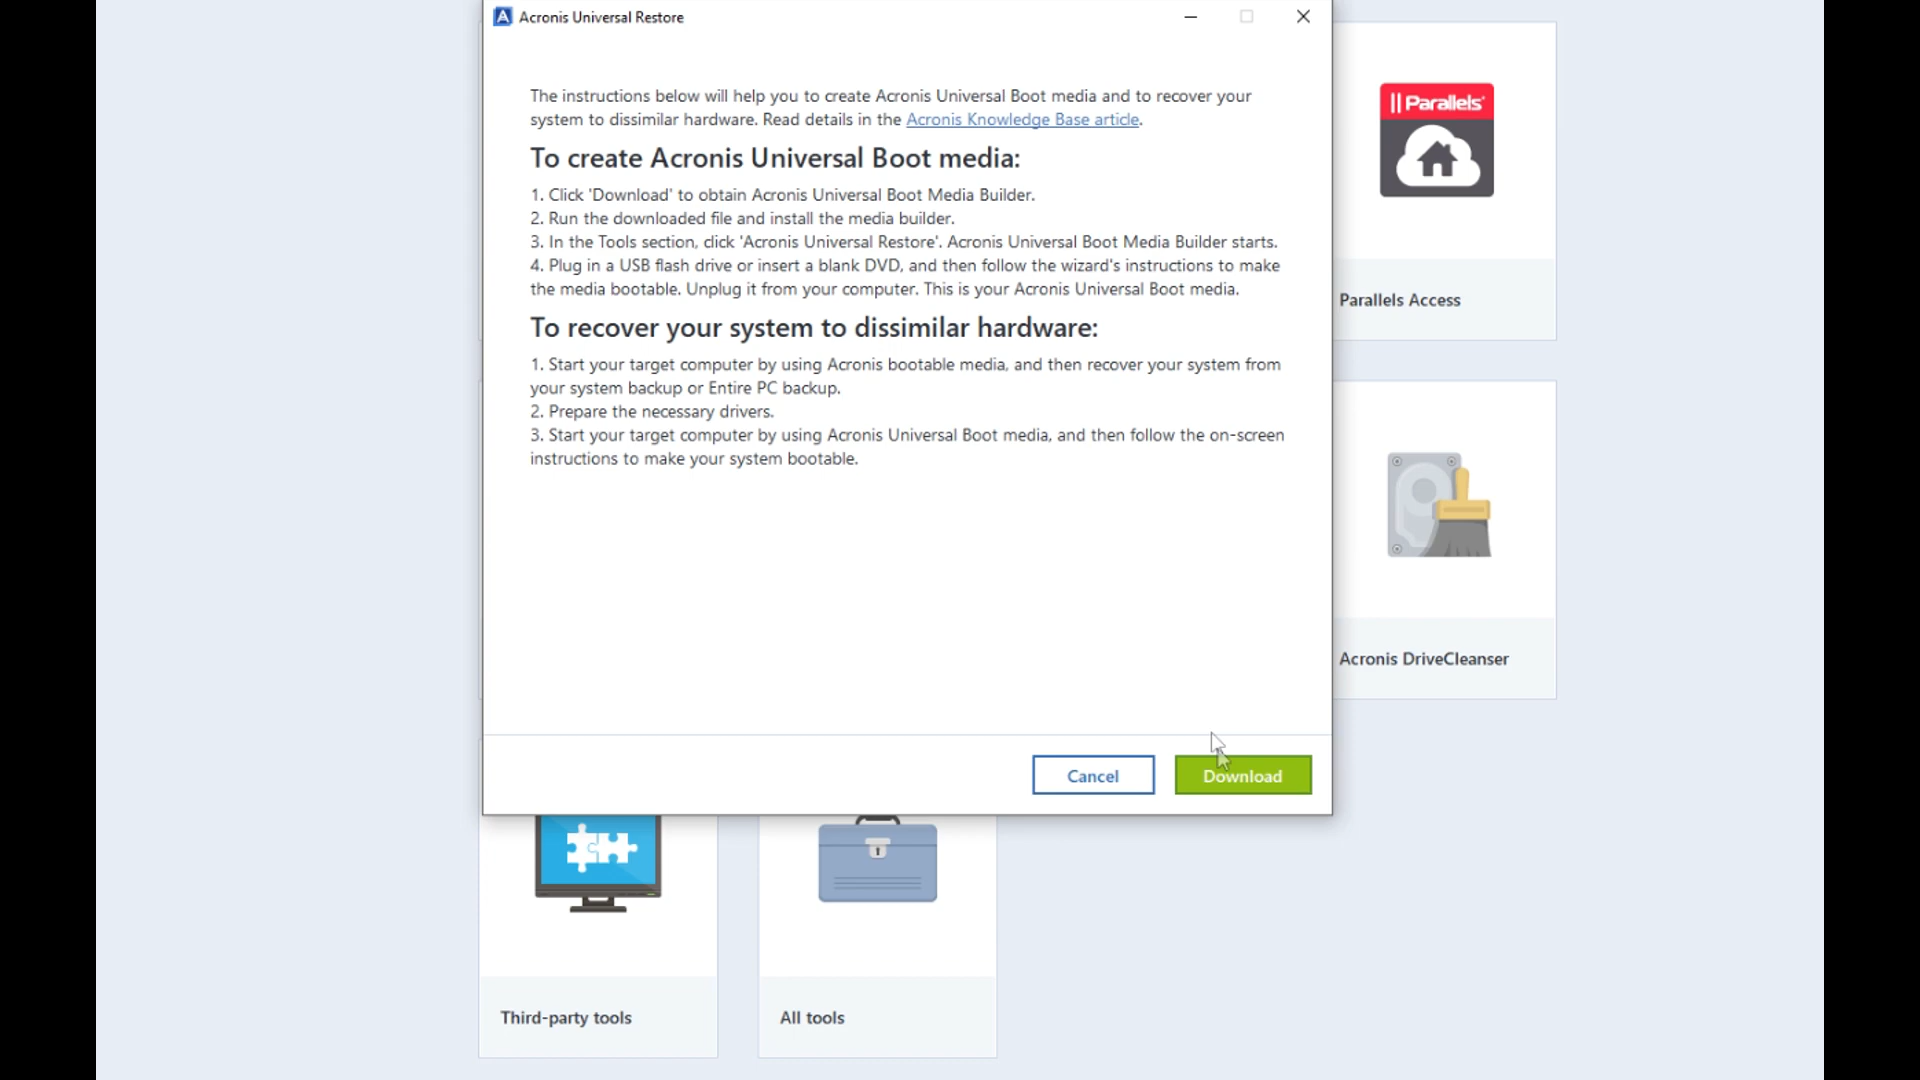 Acronis Universal Restore
The instructions below will help you to create Acronis Universal Boot media and to recover your
system to dissimilar hardware. Read details in the Acronis Knowledge Base article.
To create Acronis Universal Boot media:
1. Click 'Download' to obtain Acronis Universal Boot Media Builder.
2. Run the downloaded file and install the media builder.
3. In the Tools section, click 'Acronis Universal Restore'. Acronis Universal Boot Media Builder starts.
4. Plug in a USB flash drive or insert a blank DVD, and then follow the wizard's instructions to make
the media bootable. Unplug it from your computer. This is your Acronis Universal Boot media.
To recover your system to dissimilar hardware:
1. Start your target computer by using Acronis bootable media, and then recover your system from
your system backup or Entire PC backup.
2. Prepare the necessary drivers.
3. Start your target computer by using Acronis Universal Boot media, and then follow the on-screen
instructions to make your system bootable.
Cancel
Download
Parallels
Parallels Access
Acronis DriveCleanser
Third-party tools
All tools